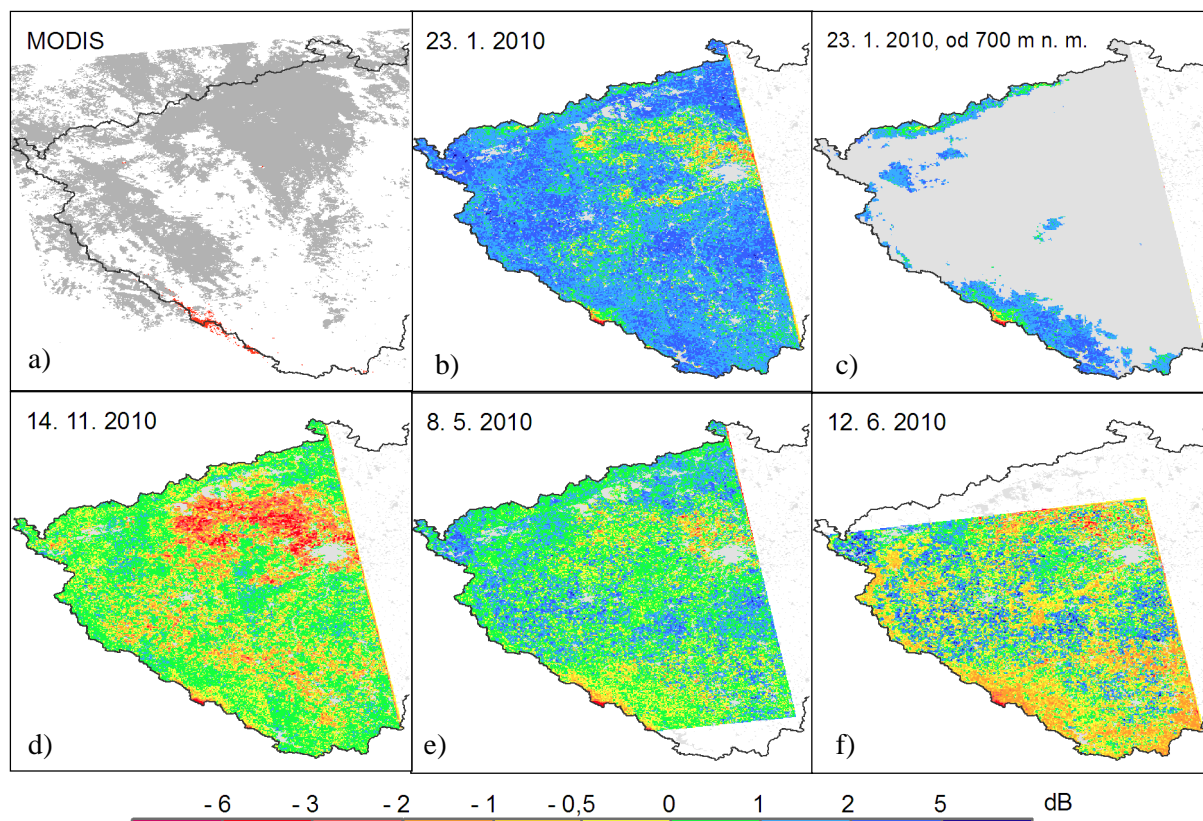 MODIS
23. 1. 2010
23. 1. 2010, od 700 m n. m.
a)
b)
c)
14. 11. 2010
8. 5. 2010
12. 6. 2010
d)
e)
f)
- 6 - 3 - 2 - 1 - 0,5 0 1 2 5 dB